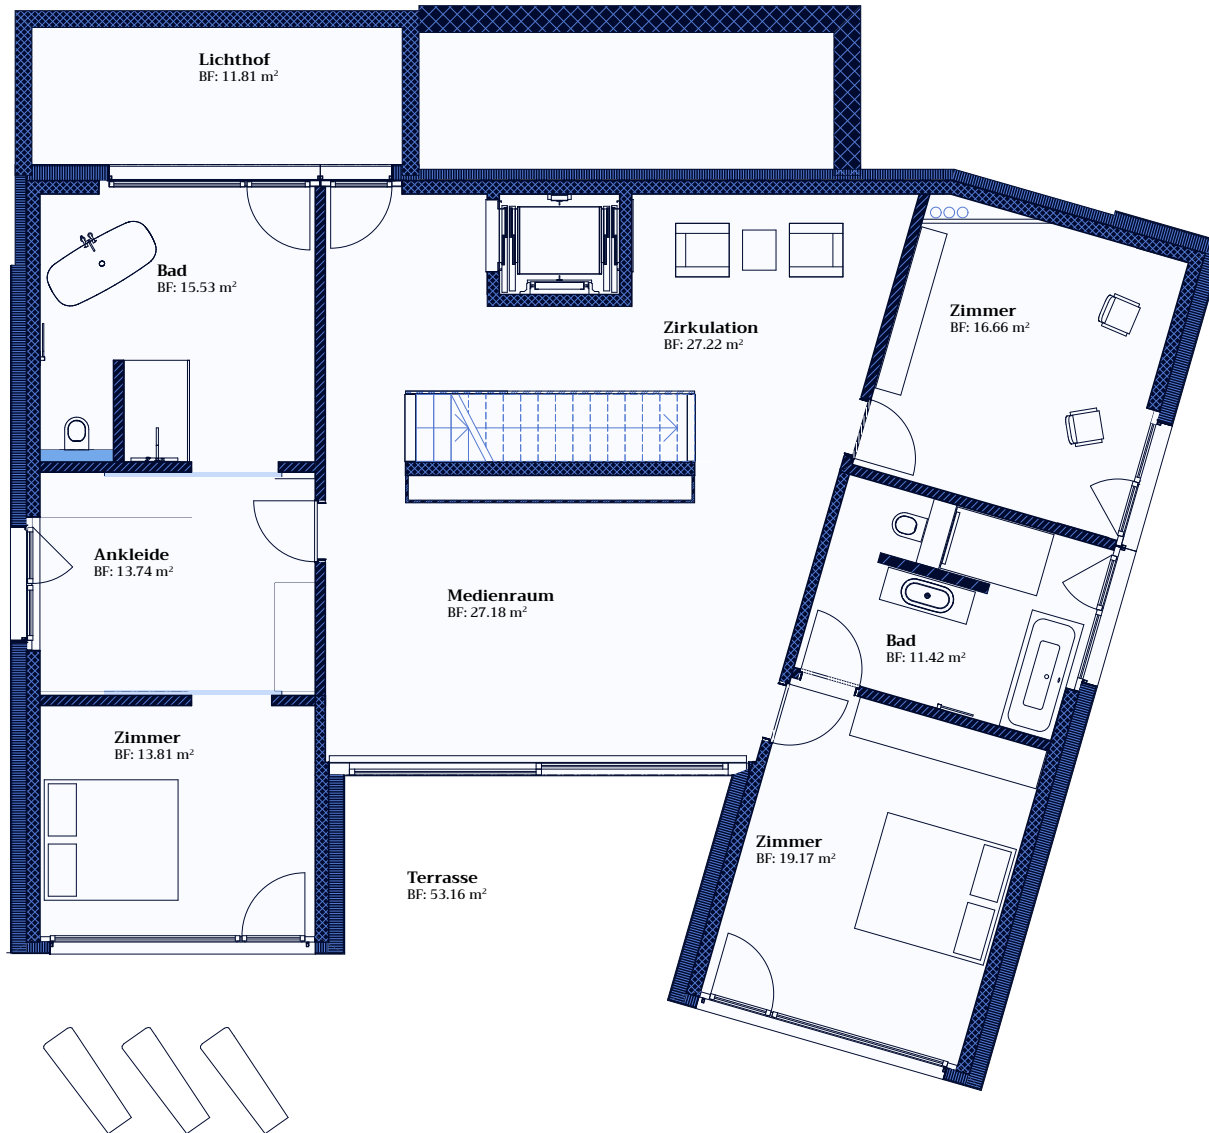 Lichthof
BF: 11.81 m²
Bad
BF: 15.53 m²
Zirkulation
BF: 27.22 m²
Zimmer
BF: 16.66 m²
Ankleide
BF: 13.74 m²
Medienraum
BF: 27.18 m²
Bad
BF: 11.42 m²
Zimmer
BF: 13.81 m²
Zimmer
BF: 19.17 m²
Terrasse
BF: 53.16 m²